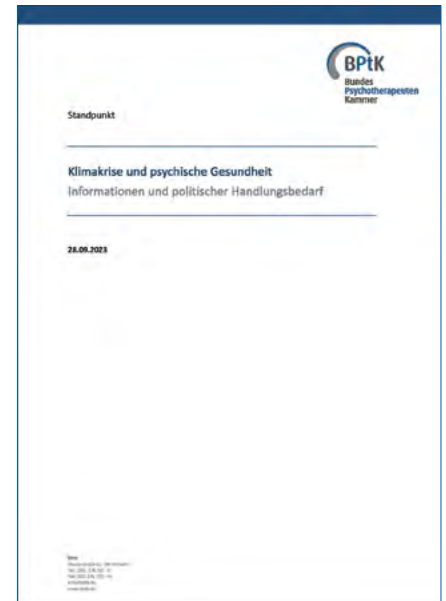 BPtK
Bundes
Psychotherapeuten
Kammer
Standpunkt
Klimakrise und psychische Gesundheit
Informationen und politischer Handlungsbedarf
28.09.2023